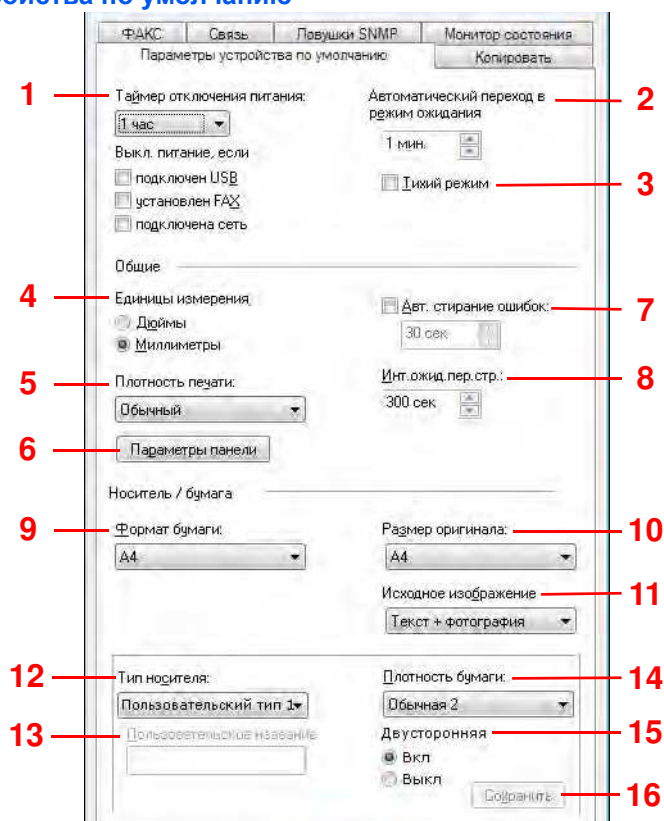 ойства по умолчанию
ФАКС Связь Ловушки SNMP Монитор состояния
Параметры устройства по умолчанию Копировать
1 Таймер отключения питания:
1 час
Выкл. питание, если
подключен USB
установлен FAX
подключена сеть
Автоматический переход в 2
режим ожидания
1 мин.
Тихий режим 3
Общие
4 Единицы измерения
Дюймы
Миллиметры
Авт. стирание ошибок: 7
30 сек
5 Плотность печати:
Обычный
Инт.ожид.пер.стр.: 8
300 сек
6 Параметры панели
Носитель / бумага
9 Формат бумаги:
A4
Размер оригинала: 10
A4
Исходное изображение 11
Текст + фотография
12 Тип носителя:
Пользовательский тип 1
13 Пользовательское название
Плотность бумаги: 14
Обычная 2
Двусторонняя 15
Вкл
Выкл
Сохранить 16